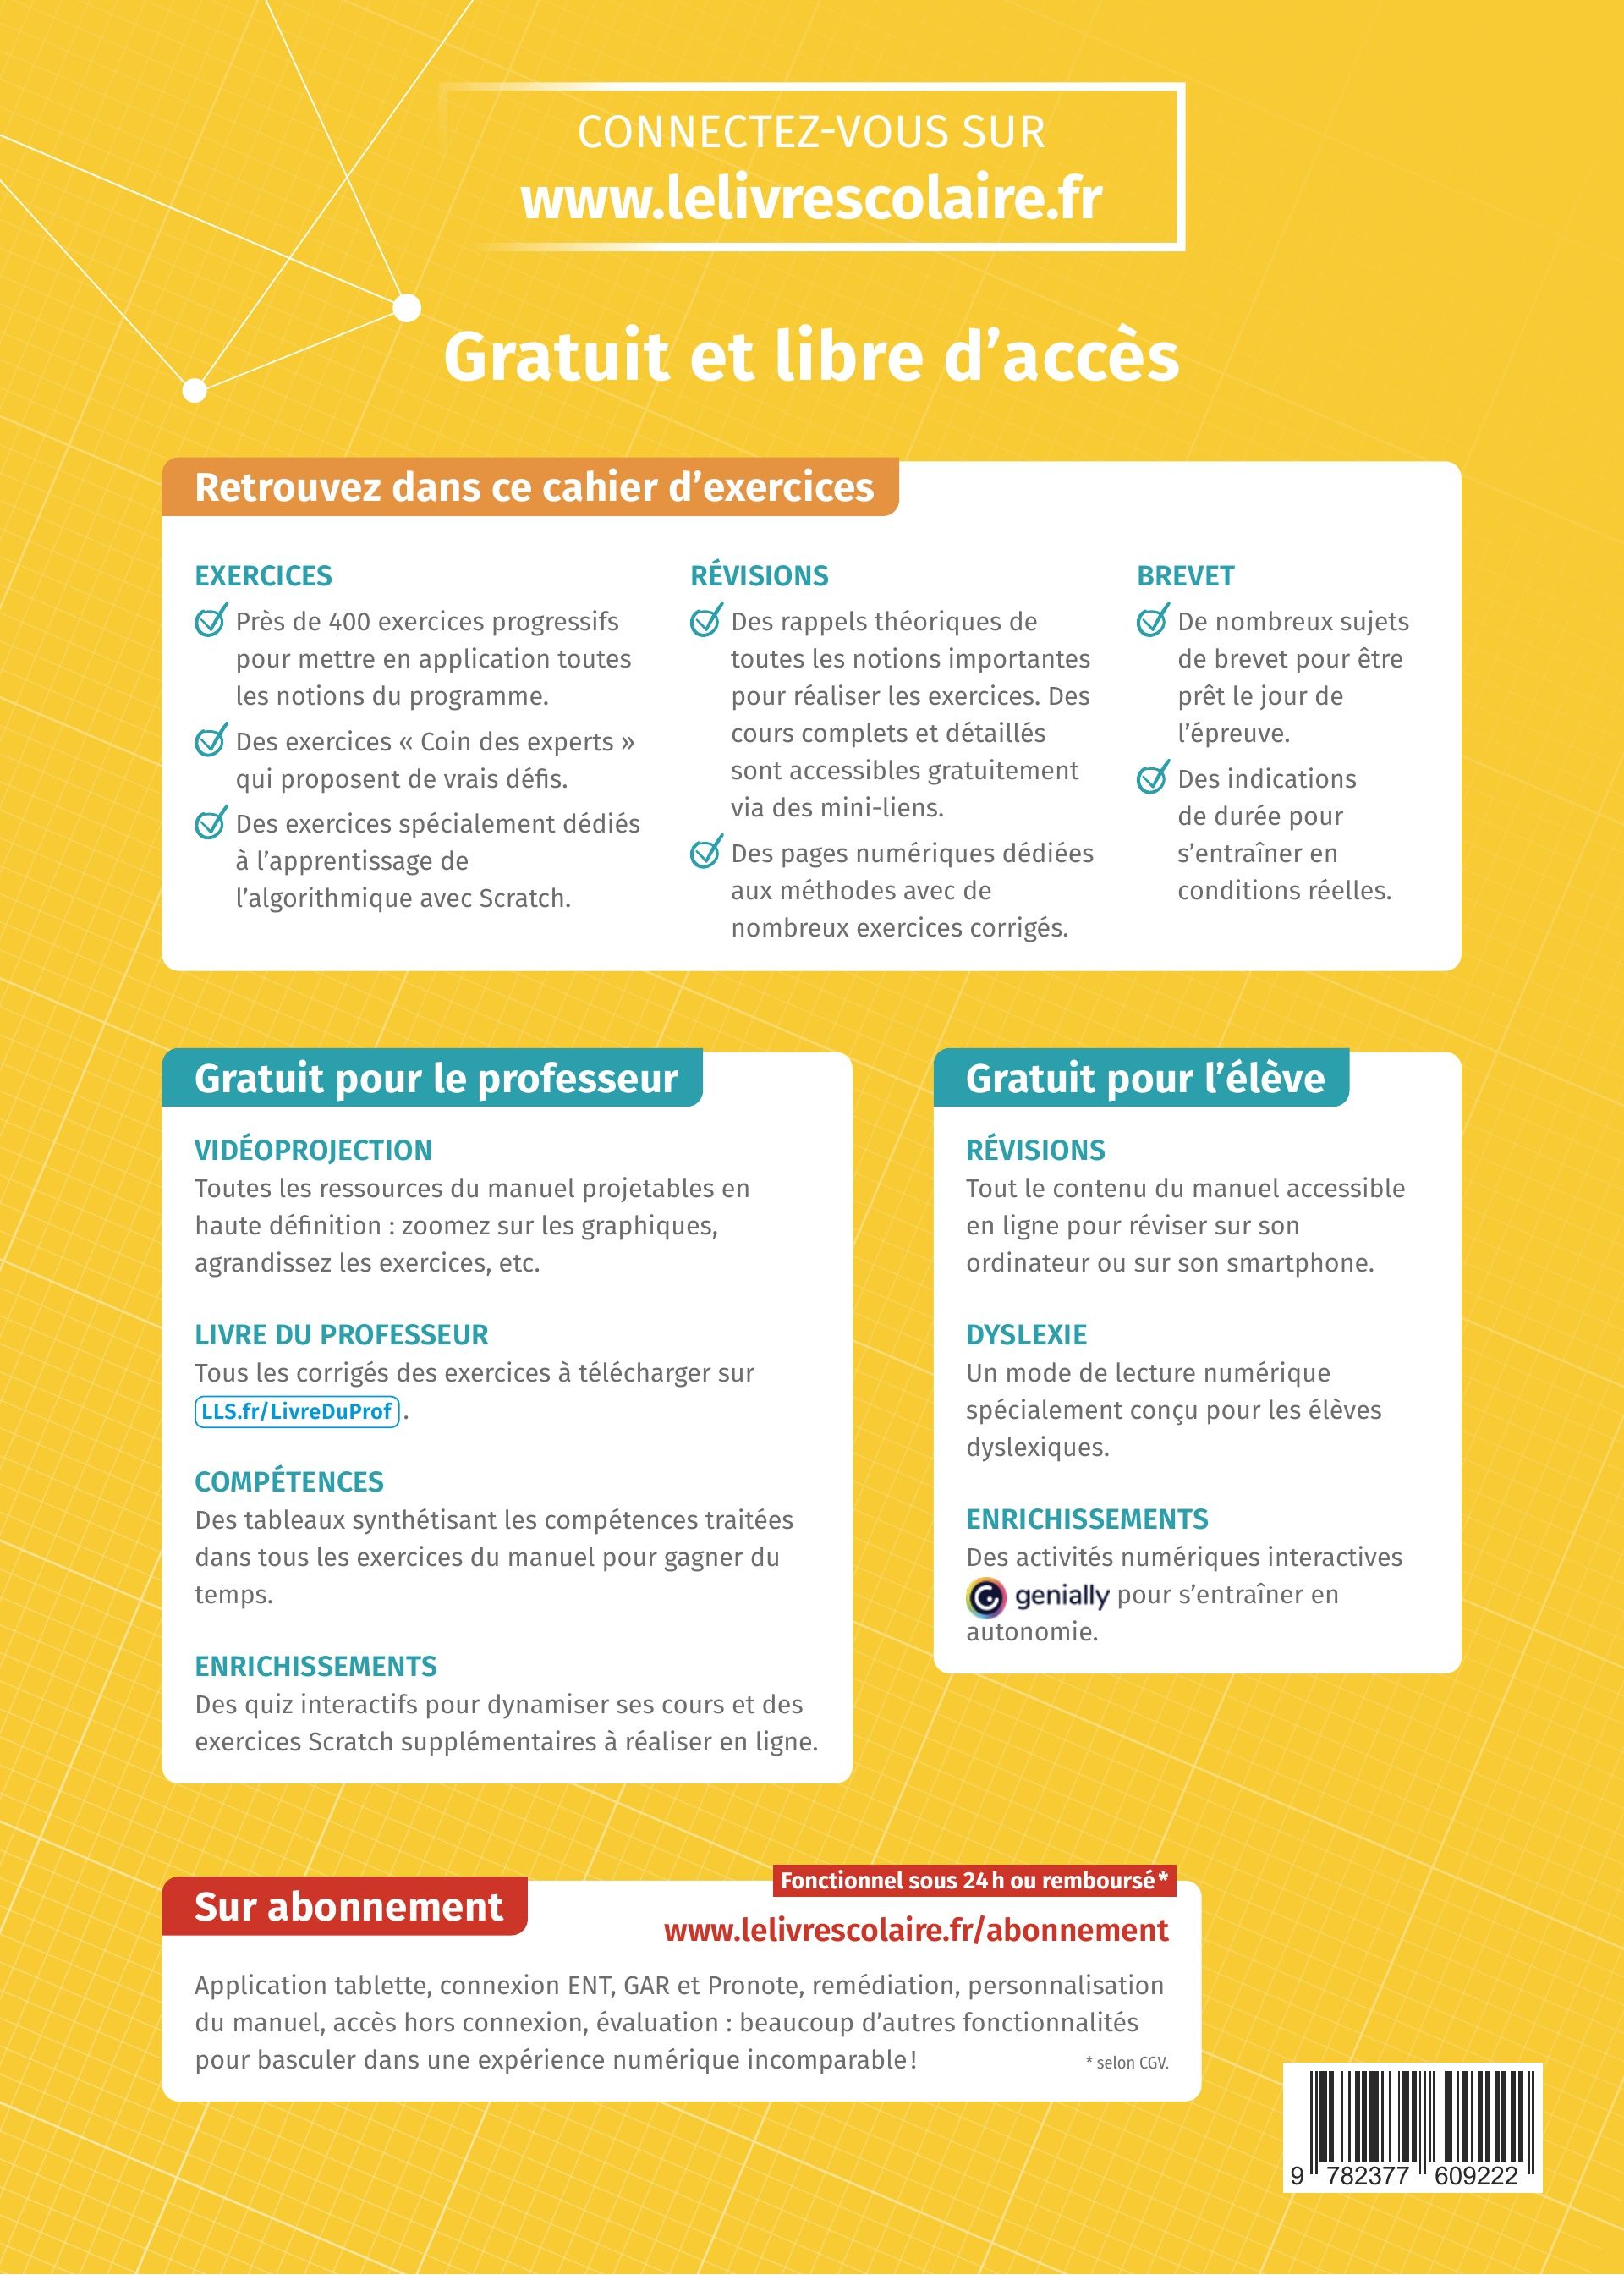 CONNECTEZ-VOUS SUR
www.lelivrescolaire.fr
Gratuit et libre d’accès
Retrouvez dans ce cahier d’exercices
EXERCICES
Près de 400 exercices progressifs
pour mettre en application toutes
les notions du programme.
Des exercices « Coin des experts »
qui proposent de vrais défis.
Des exercices spécialement dédiés
à l’apprentissage de
l’algorithmique avec Scratch.
RÉVISIONS
Des rappels théoriques de
toutes les notions importantes
pour réaliser les exercices. Des
cours complets et détaillés
sont accessibles gratuitement
via des mini-liens.
Des pages numériques dédiées
aux méthodes avec de
nombreux exercices corrigés.
BREVET
De nombreux sujets
de brevet pour être
prêt le jour de
l’épreuve.
Des indications
de durée pour
s’entraîner en
conditions réelles.
Gratuit pour le professeur
VIDÉOPROJECTION
Toutes les ressources du manuel projetables en
haute définition : zoomez sur les graphiques,
agrandissez les exercices, etc.
LIVRE DU PROFESSEUR
Tous les corrigés des exercices à télécharger sur
LLS.fr/LivreDuProf .
COMPÉTENCES
Des tableaux synthétisant les compétences traitées
dans tous les exercices du manuel pour gagner du
temps.
ENRICHISSEMENTS
Des quiz interactifs pour dynamiser ses cours et des
exercices Scratch supplémentaires à réaliser en ligne.
Gratuit pour l’élève
RÉVISIONS
Tout le contenu du manuel accessible
en ligne pour réviser sur son
ordinateur ou sur son smartphone.
DYSLEXIE
Un mode de lecture numérique
spécialement conçu pour les élèves
dyslexiques.
ENRICHISSEMENTS
Des activités numériques interactives
genially pour s’entraîner en
autonomie.
Sur abonnement
Fonctionnel sous 24 h ou remboursé*
www.lelivrescolaire.fr/abonnement
Application tablette, connexion ENT, GAR et Pronote, remédiation, personnalisation
du manuel, accès hors connexion, évaluation : beaucoup d’autres fonctionnalités
pour basculer dans une expérience numérique incomparable !
* selon CGV.
9 782377 609222